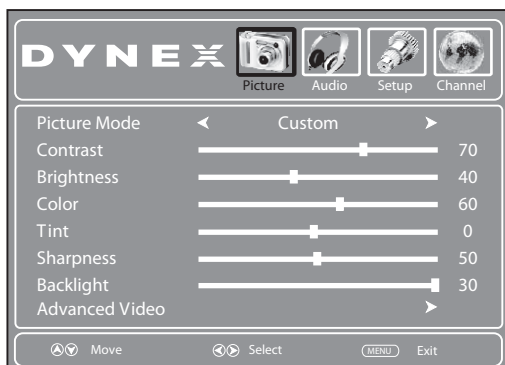 DYNEX
Picture Audio Setup Channel
Picture Mode Custom
Contrast 70
Brightness 40
Color 60
Tint 0
Sharpness 50
Backlight 30
Advanced Video
Move Select MENU Exit